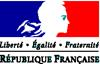 Liberté • Égalité • Fraternité
RÉPUBLIQUE FRANÇAISE